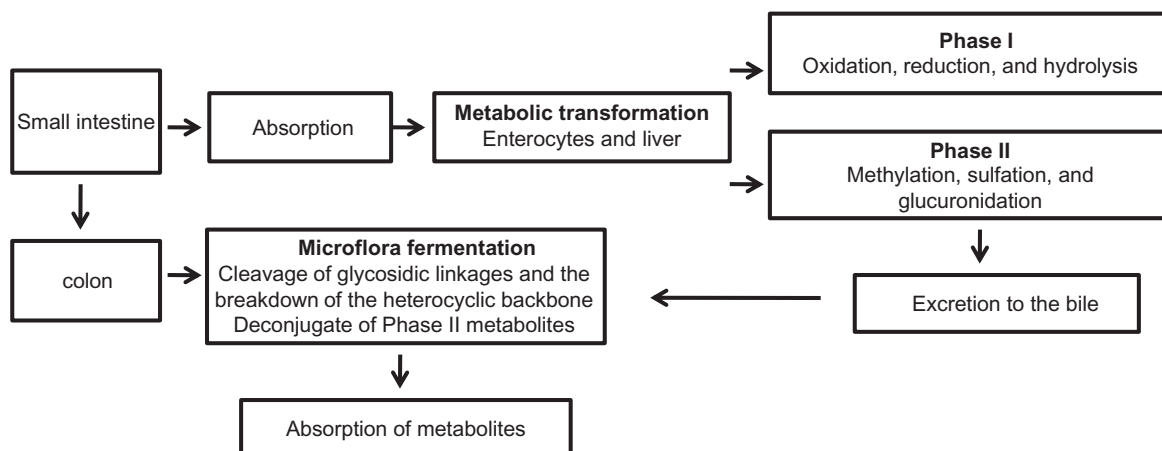 Phase I
Oxidation, reduction, and hydrolysis
Small intestine
Absorption
Metabolic transformation
Enterocytes and liver
Phase II
Methylation, sulfation, and
glucuronidation
colon
Microflora fermentation
Cleavage of glycosidic linkages and the
breakdown of the heterocyclic backbone
Deconjugate of Phase II metabolites
Excretion to the bile
Absorption of metabolites